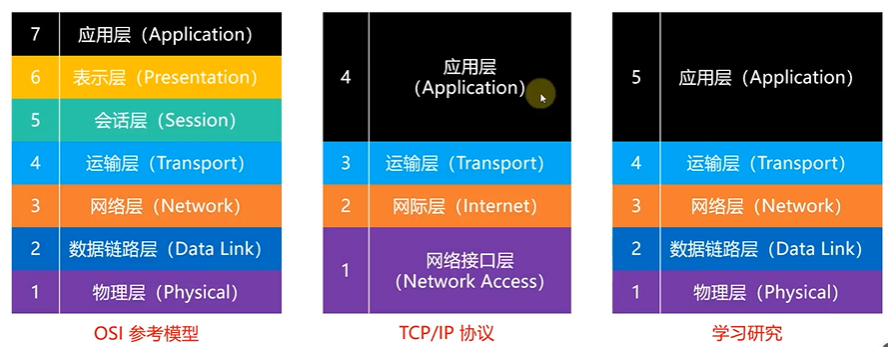 7 应用层（Application）
6 表示层（Presentation）
5 会话层（Session）
4 运输层（Transport）
3 网络层（Network）
2 数据链路层（Data Link）
1 物理层（Physical）
OSI 参考模型
4 应用层
（Application）
3 运输层（Transport）
2 网际层（Internet）
1 网络接口层
（Network Access）
TCP/IP 协议
5 应用层（Application）
4 运输层（Transport）
3 网络层（Network）
2 数据链路层（Data Link）
1 物理层（Physical）
学习研究